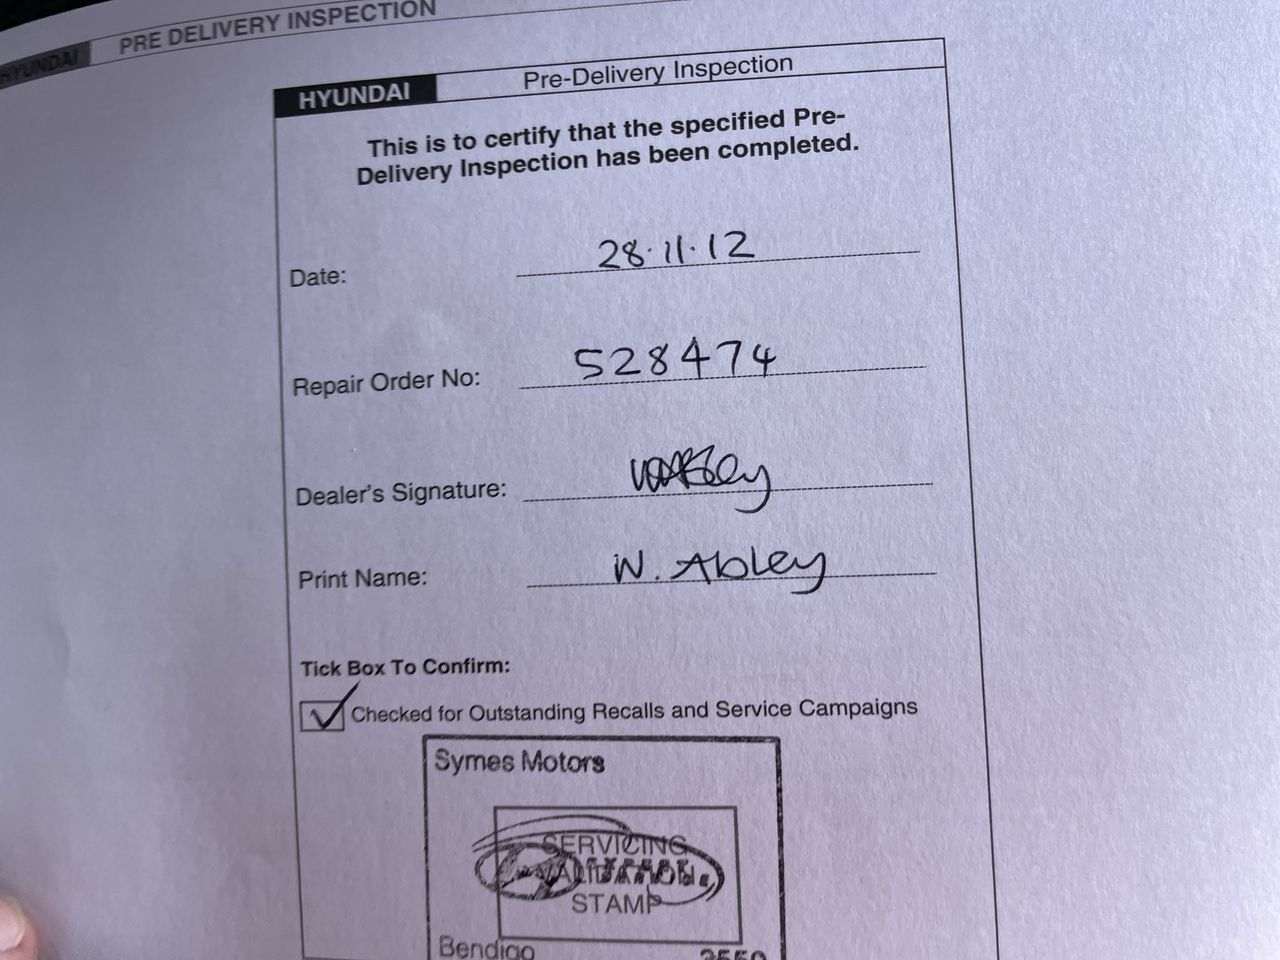 HYUNDAI PRE DELIVERY INSPECTION
HYUNDAI Pre-Delivery Inspection
This is to certify that the specified Pre-
Delivery Inspection has been completed.
Date: 28·11·12
Repair Order No: 528474
Dealer's Signature:
Print Name: W. Abley
Tick Box To Confirm:
Checked for Outstanding Recalls and Service Campaigns
Symes Motors
SERVICING
STAMP
Bendigo 3550